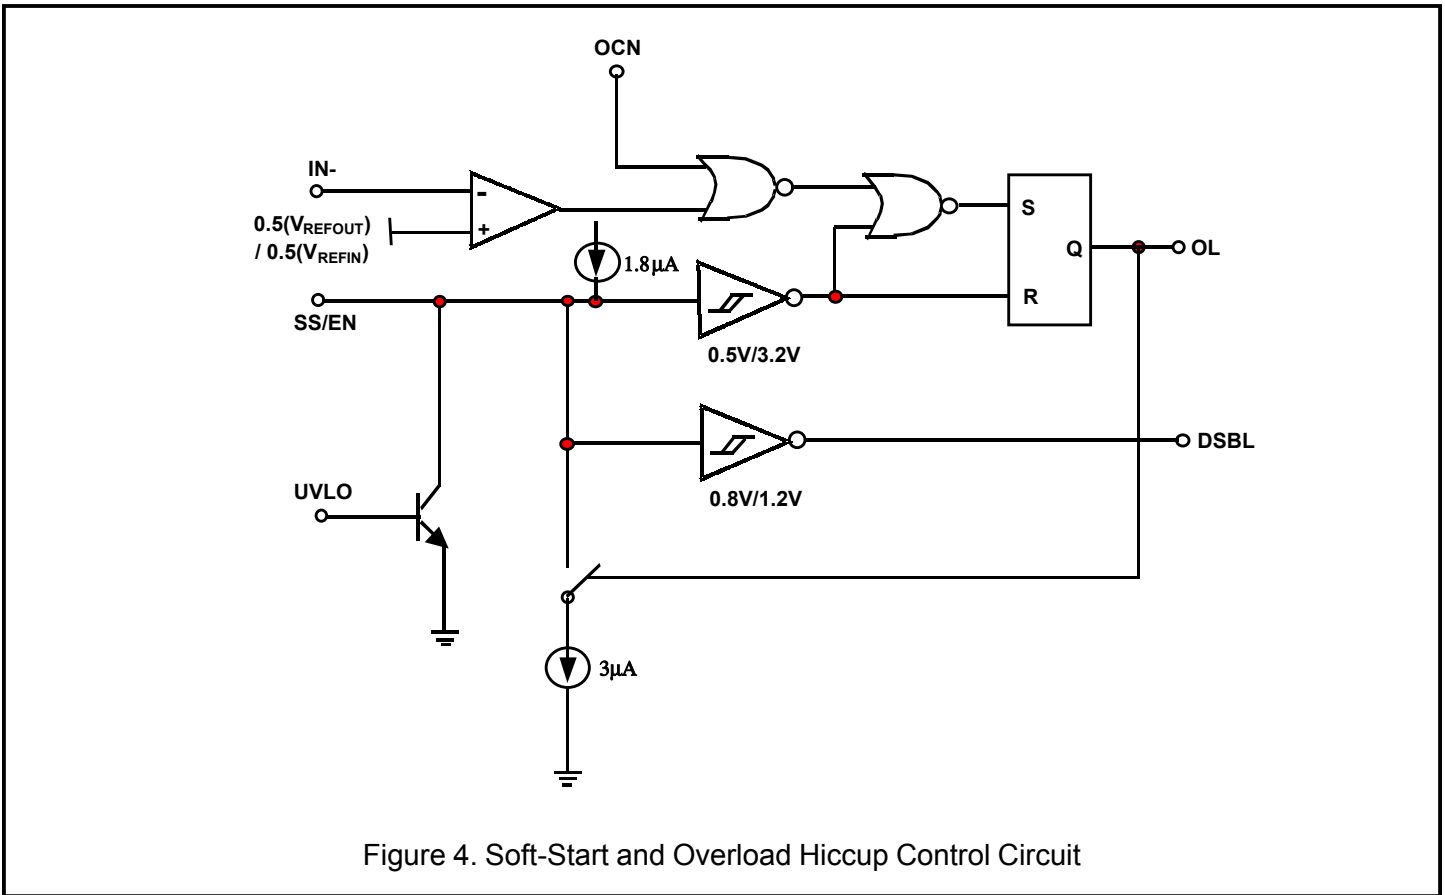 OCN
IN-
0.5(VREFOUT)
/ 0.5(VREFIN)
1.8µA
S
Q
OL
SS/EN
R
0.5V/3.2V
DSBL
UVLO
0.8V/1.2V
3µA
Figure 4. Soft-Start and Overload Hiccup Control Circuit